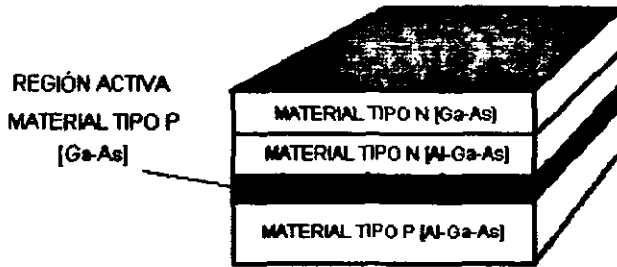 REGIÓN ACTIVA
MATERIAL TIPO P
[Ga-As]
MATERIAL TIPO N [Ga-As]
MATERIAL TIPO N [Al-Ga-As]
MATERIAL TIPO P [Al-Ga-As]